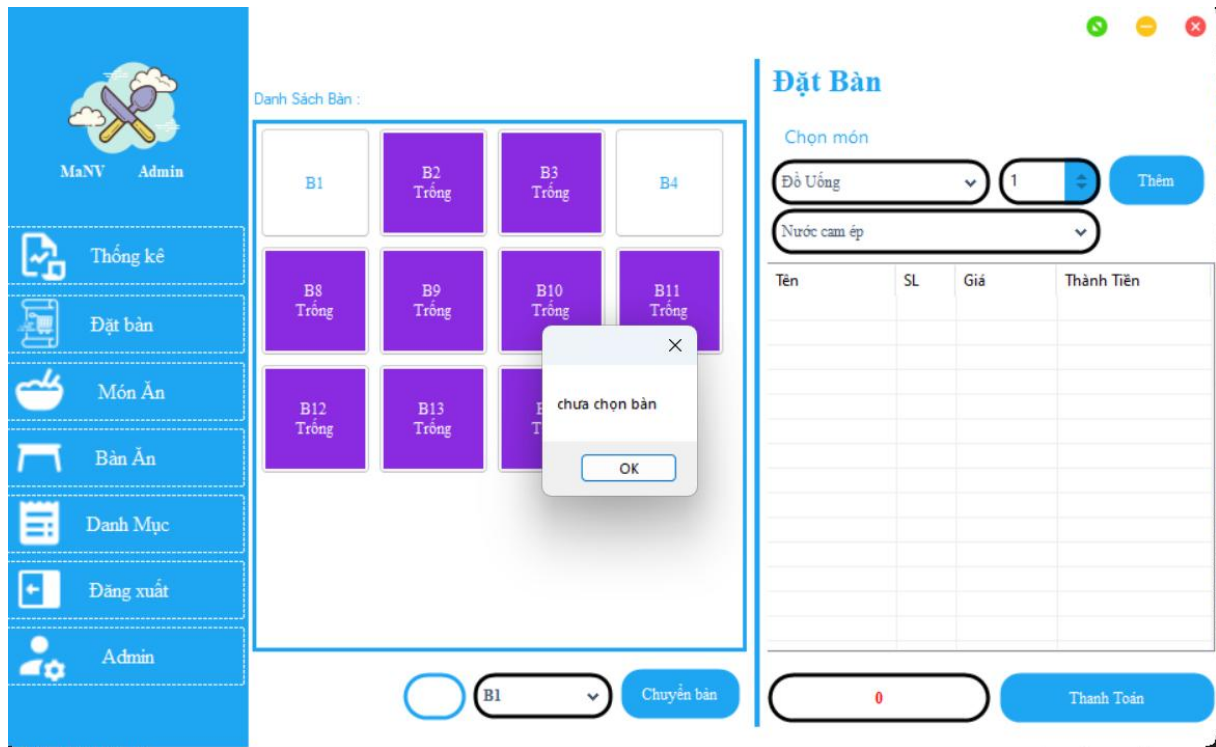 MaNV Admin
Thống kê
Đặt bàn
Món Ăn
Bàn Ăn
Danh Mục
Đăng xuất
Admin
Danh Sách Bàn :
B1
B2
Trống
B3
Trống
B4
B8
Trống
B9
Trống
B10
Trống
B11
Trống
B12
Trống
B13
Trống
chưa chọn bàn
OK
B1
Chuyển bàn
Đặt Bàn
Chọn món
Đồ Uống
1
Thêm
Nước cam ép
Tên SL Giá Thành Tiền
0
Thanh Toán